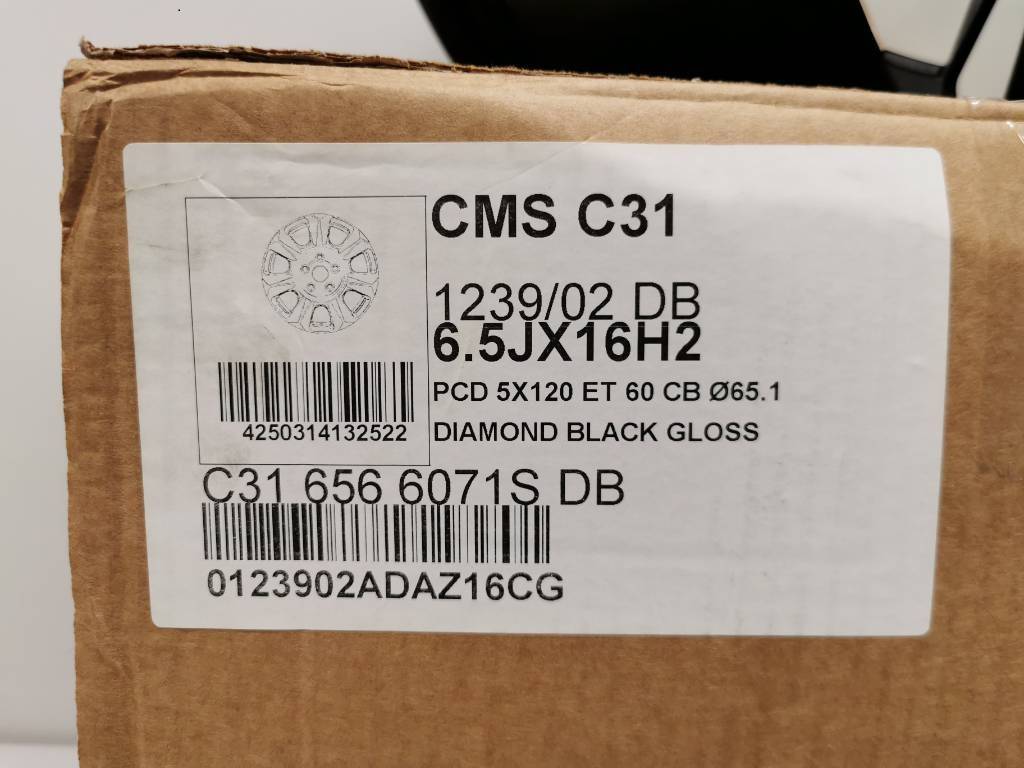 CMS C31
1239/02 DB
6.5JX16H2
PCD 5X120 ET 60 CB Ø65.1
4250314132522
DIAMOND BLACK GLOSS
C31 656 6071S DB
0123902ADAZ16CG